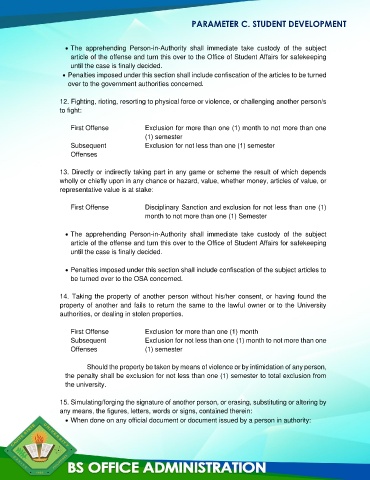 PARAMETER C. STUDENT DEVELOPMENT
• The apprehending Person-in-Authority shall immediate take custody of the subject
article of the offense and turn this over to the Office of Student Affairs for safekeeping
until the case is finally decided.
• Penalties imposed under this section shall include confiscation of the articles to be turned
over to the government authorities concerned.
12. Fighting, rioting, resorting to physical force or violence, or challenging another person/s
to fight:
First Offense Exclusion for more than one (1) month to not more than one
(1) semester
Subsequent Exclusion for not less than one (1) semester
Offenses
13. Directly or indirectly taking part in any game or scheme the result of which depends
wholly or chiefly upon in any chance or hazard, value, whether money, articles of value, or
representative value is at stake:
First Offense Disciplinary Sanction and exclusion for not less than one (1)
month to not more than one (1) Semester
• The apprehending Person-in-Authority shall immediate take custody of the subject
article of the offense and turn this over to the Office of Student Affairs for safekeeping
until the case is finally decided.
• Penalties imposed under this section shall include confiscation of the subject articles to
be turned over to the OSA concerned.
14. Taking the property of another person without his/her consent, or having found the
property of another and fails to return the same to the lawful owner or to the University
authorities, or dealing in stolen properties.
First Offense Exclusion for more than one (1) month
Subsequent Exclusion for not less than one (1) month to not more than one
Offenses (1) semester
Should the property be taken by means of violence or by intimidation of any person,
the penalty shall be exclusion for not less than one (1) semester to total exclusion from
the university.
15. Simulating/forging the signature of another person, or erasing, substituting or altering by
any means, the figures, letters, words or signs, contained therein:
• When done on any official document or document issued by a person in authority:
BS OFFICE ADMINISTRATION